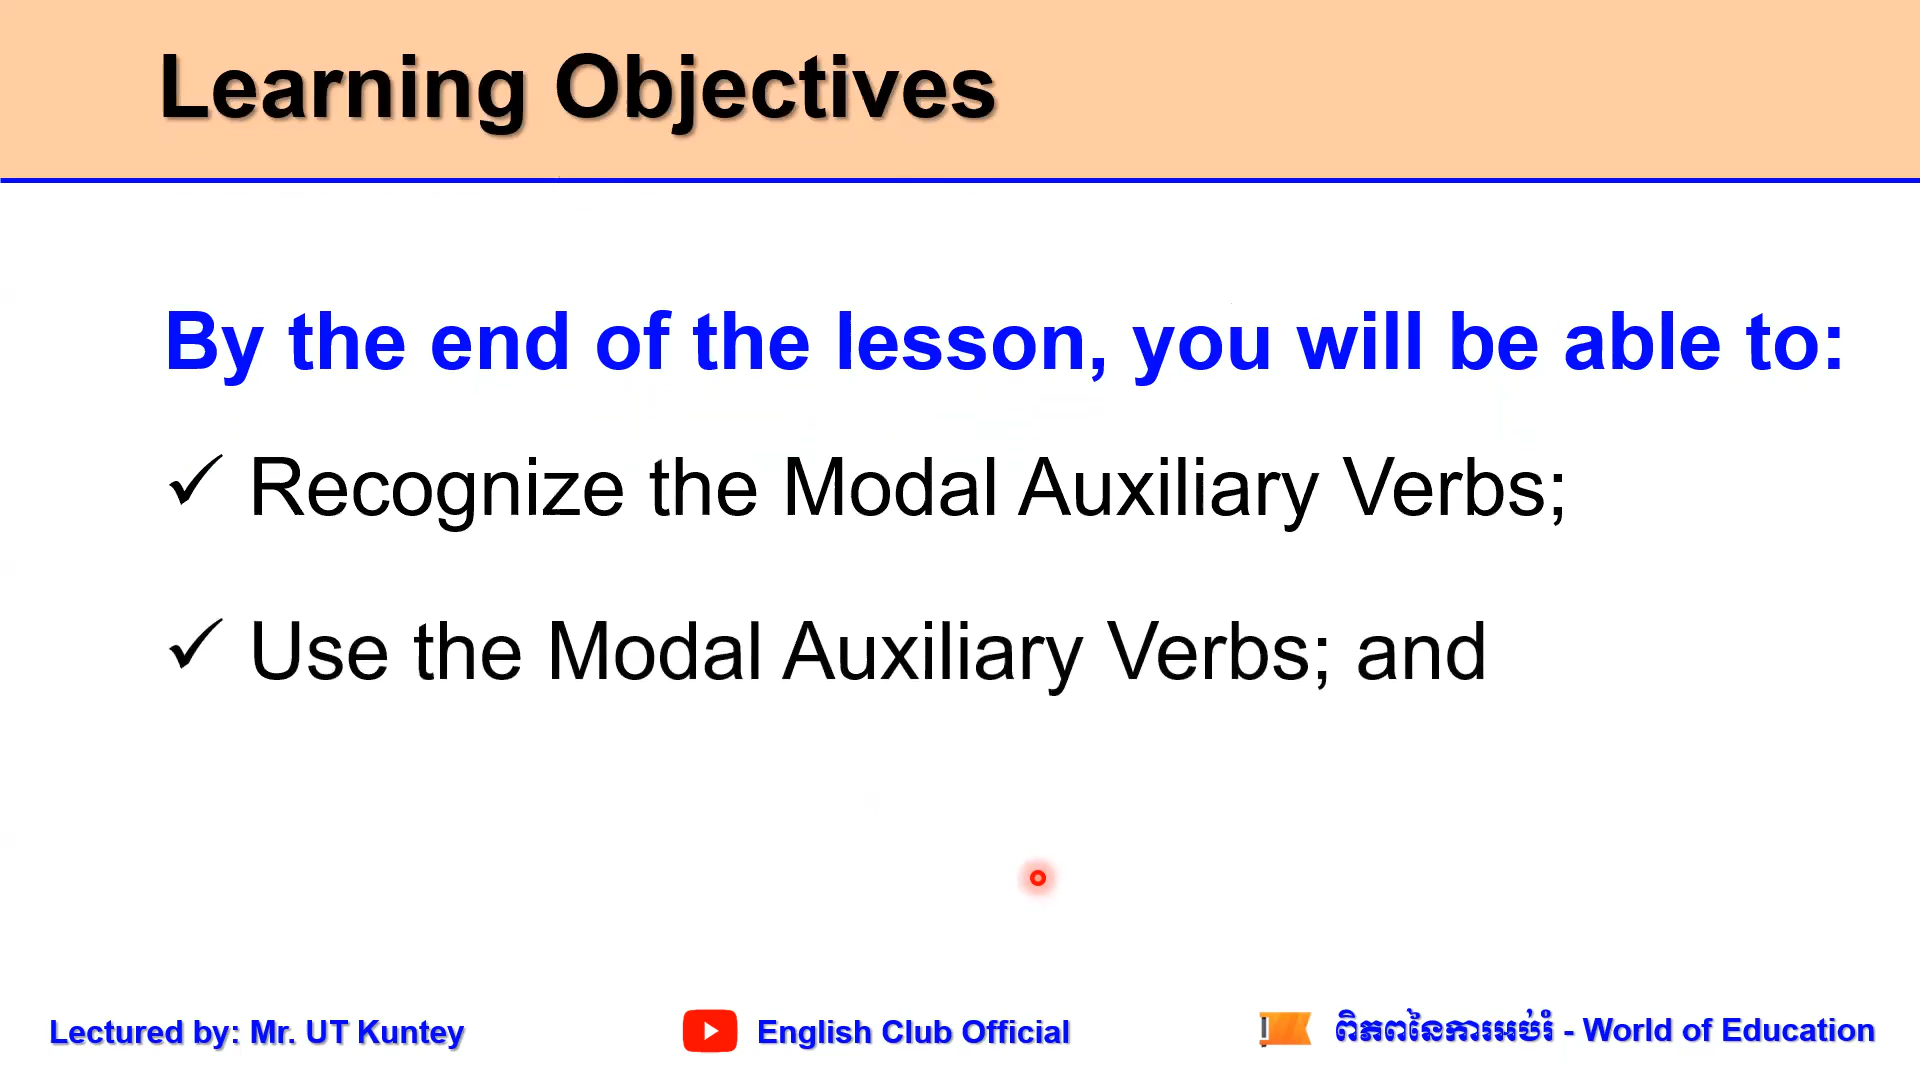 Learning Objectives
By the end of the lesson, you will be able to:
✓ Recognize the Modal Auxiliary Verbs;
✓ Use the Modal Auxiliary Verbs; and
Lectured by: Mr. UT Kuntey
English Club Official
ពិភពនៃការអប់រំ - World of Education